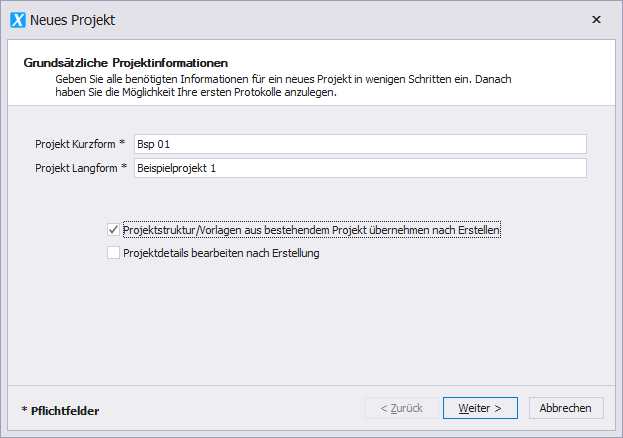 Neues Projekt
Grundsätzliche Projektinformationen
Geben Sie alle benötigten Informationen für ein neues Projekt in wenigen Schritten ein. Danach
haben Sie die Möglichkeit Ihre ersten Protokolle anzulegen.
Projekt Kurzform * Bsp 01
Projekt Langform * Beispielprojekt 1
Projektstruktur/Vorlagen aus bestehendem Projekt übernehmen nach Erstellen
Projektdetails bearbeiten nach Erstellung
* Pflichtfelder < Zurück Weiter > Abbrechen